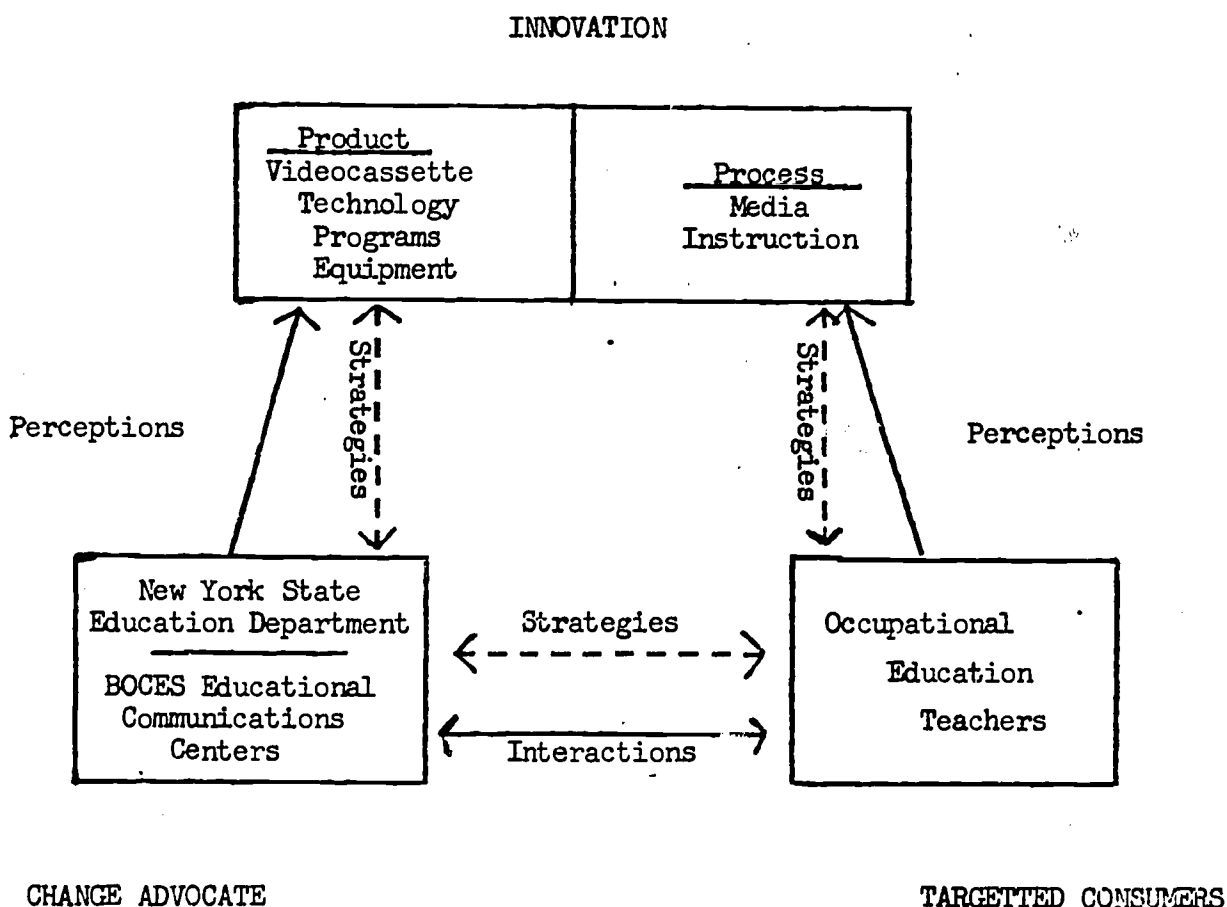 INNOVATION
Product
Videocassette
Technology
Programs
Equipment
Process
Media
Instruction
Perceptions
Strategies
Strategies
Perceptions
New York State
Education Department
BOCES Educational
Communications
Centers
Strategies
Interactions
Occupational
Education
Teachers
CHANGE ADVOCATE
TARGETTED CONSUMERS